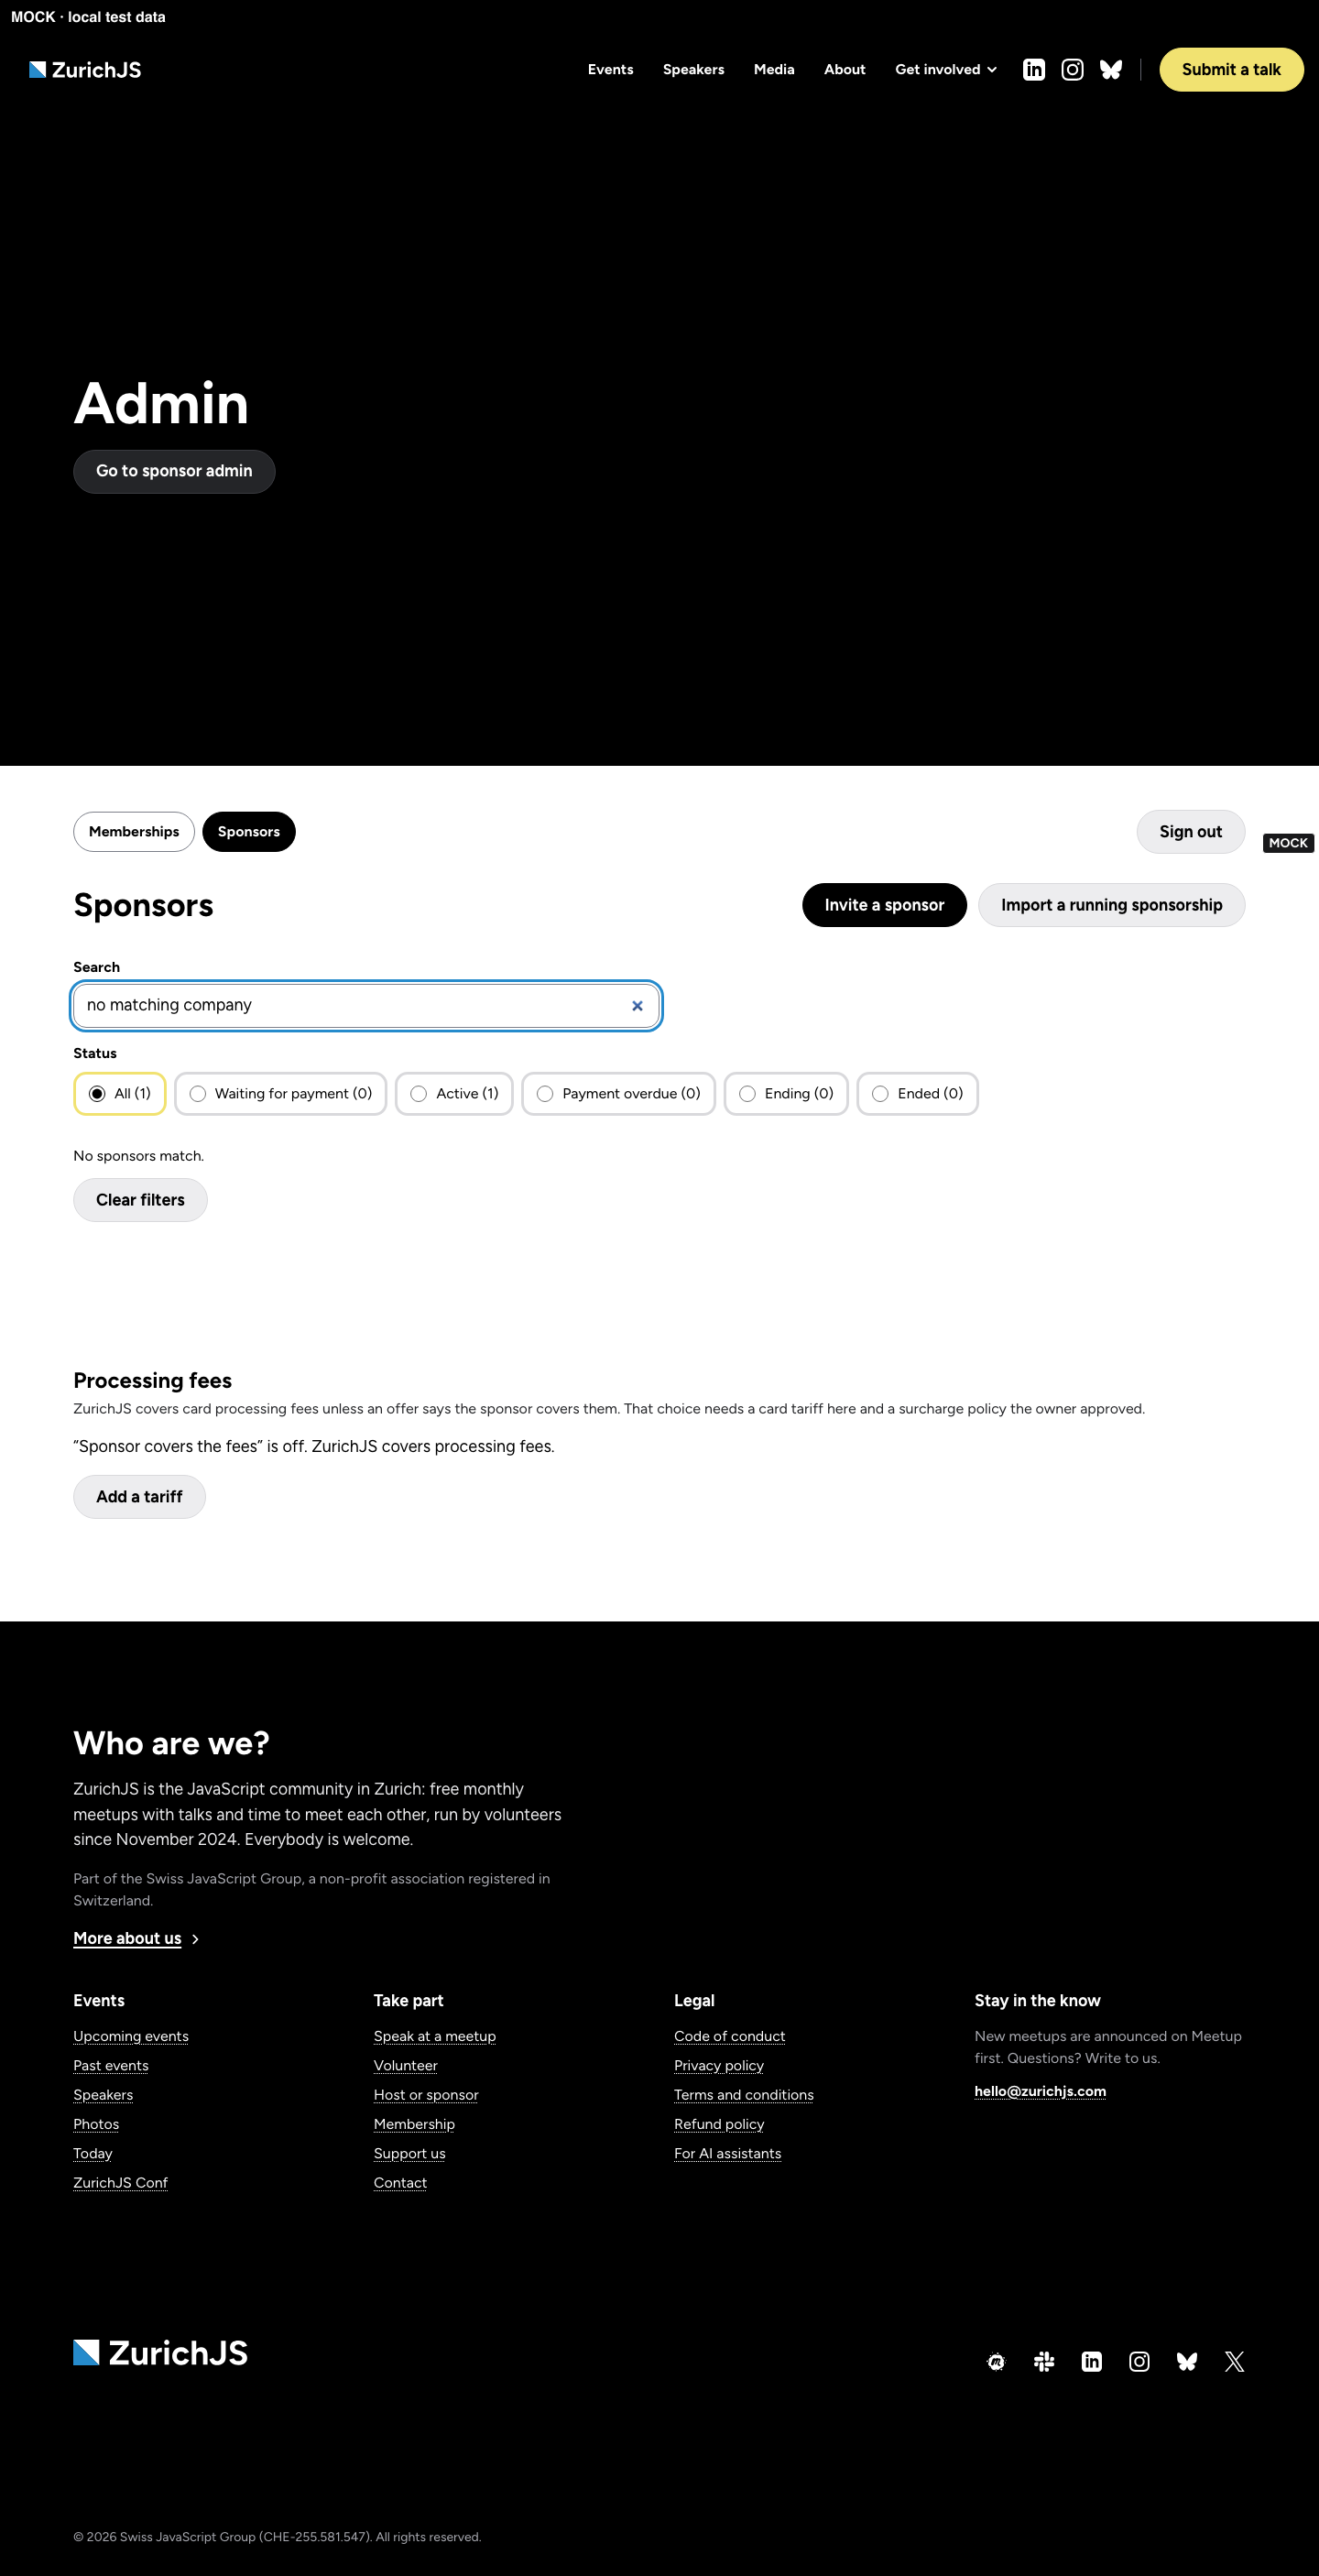 MOCK · local test data
ZurichJS
Events
Speakers
Media
About
Get involved
Submit a talk
Admin
Go to sponsor admin
Memberships
Sponsors
Sign out
MOCK
Sponsors
Invite a sponsor
Import a running sponsorship
Search
no matching company
Status
All (1)
Waiting for payment (0)
Active (1)
Payment overdue (0)
Ending (0)
Ended (0)
No sponsors match.
Clear filters
Processing fees
ZurichJS covers card processing fees unless an offer says the sponsor covers them. That choice needs a card tariff here and a surcharge policy the owner approved.
“Sponsor covers the fees” is off. ZurichJS covers processing fees.
Add a tariff
Who are we?
ZurichJS is the JavaScript community in Zurich: free monthly
meetups with talks and time to meet each other, run by volunteers
since November 2024. Everybody is welcome.
Part of the Swiss JavaScript Group, a non-profit association registered in
Switzerland.
More about us
Events
Upcoming events
Past events
Speakers
Photos
Today
ZurichJS Conf
Take part
Speak at a meetup
Volunteer
Host or sponsor
Membership
Support us
Contact
Legal
Code of conduct
Privacy policy
Terms and conditions
Refund policy
For AI assistants
Stay in the know
New meetups are announced on Meetup
first. Questions? Write to us.
hello@zurichjs.com
ZurichJS
© 2026 Swiss JavaScript Group (CHE-255.581.547). All rights reserved.